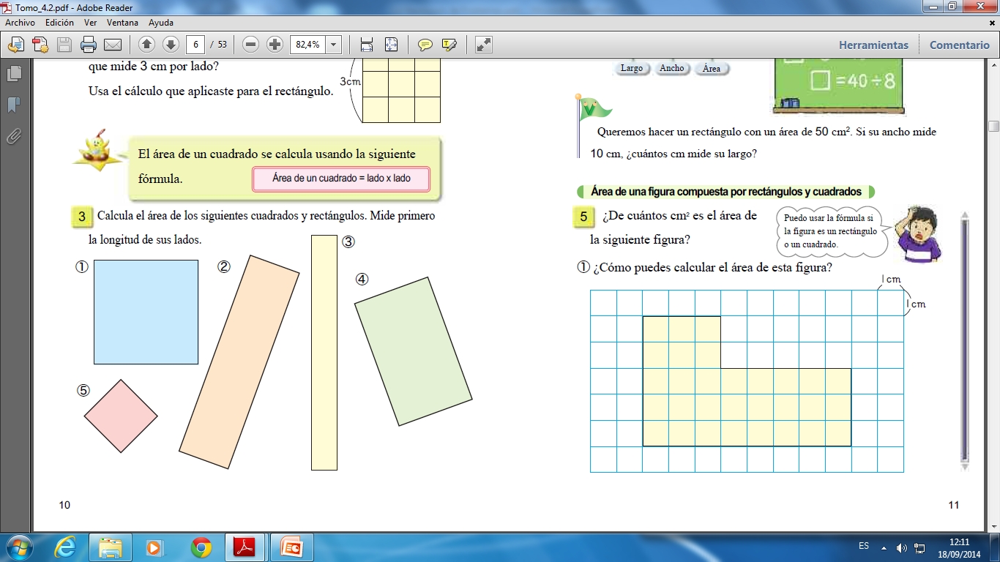 Tomo_4.2.pdf - Adobe Reader
Archivo Edición Ver Ventana Ayuda
6 / 53 82,4% Herramientas Comentario
que mide 3 cm por lado?
Usa el cálculo que aplicaste para el rectángulo.
3cm
El área de un cuadrado se calcula usando la siguiente
fórmula.
Área de un cuadrado = lado x lado
3 Calcula el área de los siguientes cuadrados y rectángulos. Mide primero
la longitud de sus lados.
① ② ③
④
⑤
10
Largo Ancho Área
□=40÷8
Queremos hacer un rectángulo con un área de 50 cm². Si su ancho mide
10 cm, ¿cuántos cm mide su largo?
Área de una figura compuesta por rectángulos y cuadrados
5 ¿De cuántos cm² es el área de
la siguiente figura?
Puedo usar la fórmula si
la figura es un rectángulo
o un cuadrado.
① ¿Cómo puedes calcular el área de esta figura?
1cm
1cm
11
ES 12:11
18/09/2014